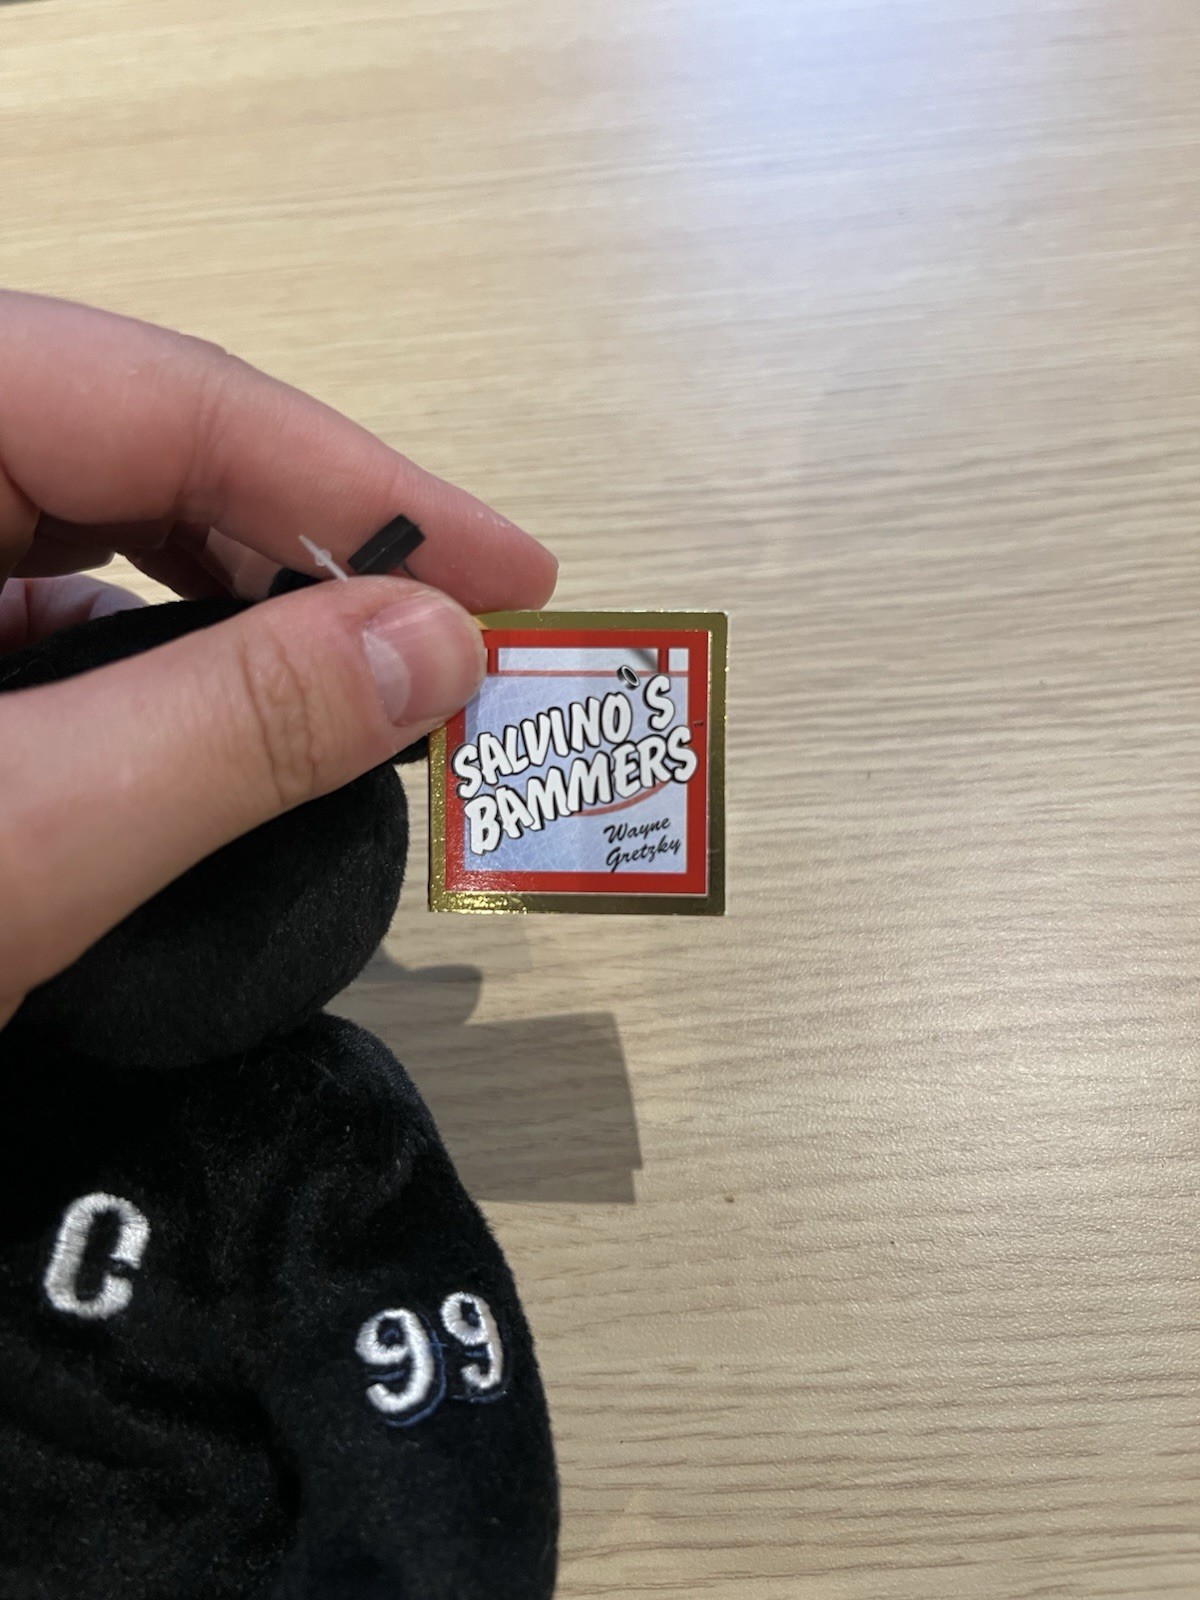 SALVINO'S
BAMMERS
Wayne
Gretzky
C
99